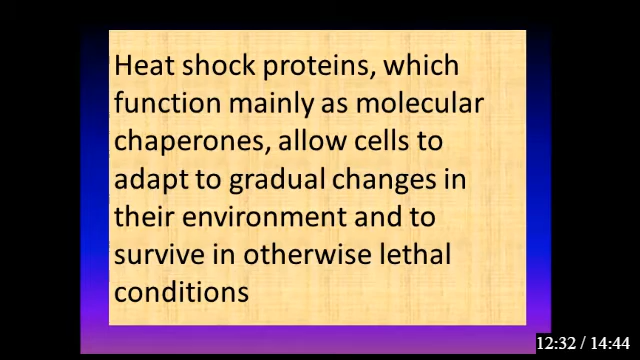 Heat shock proteins, which
function mainly as molecular
chaperones, allow cells to
adapt to gradual changes in
their environment and to
survive in otherwise lethal
conditions
12:32 / 14:44